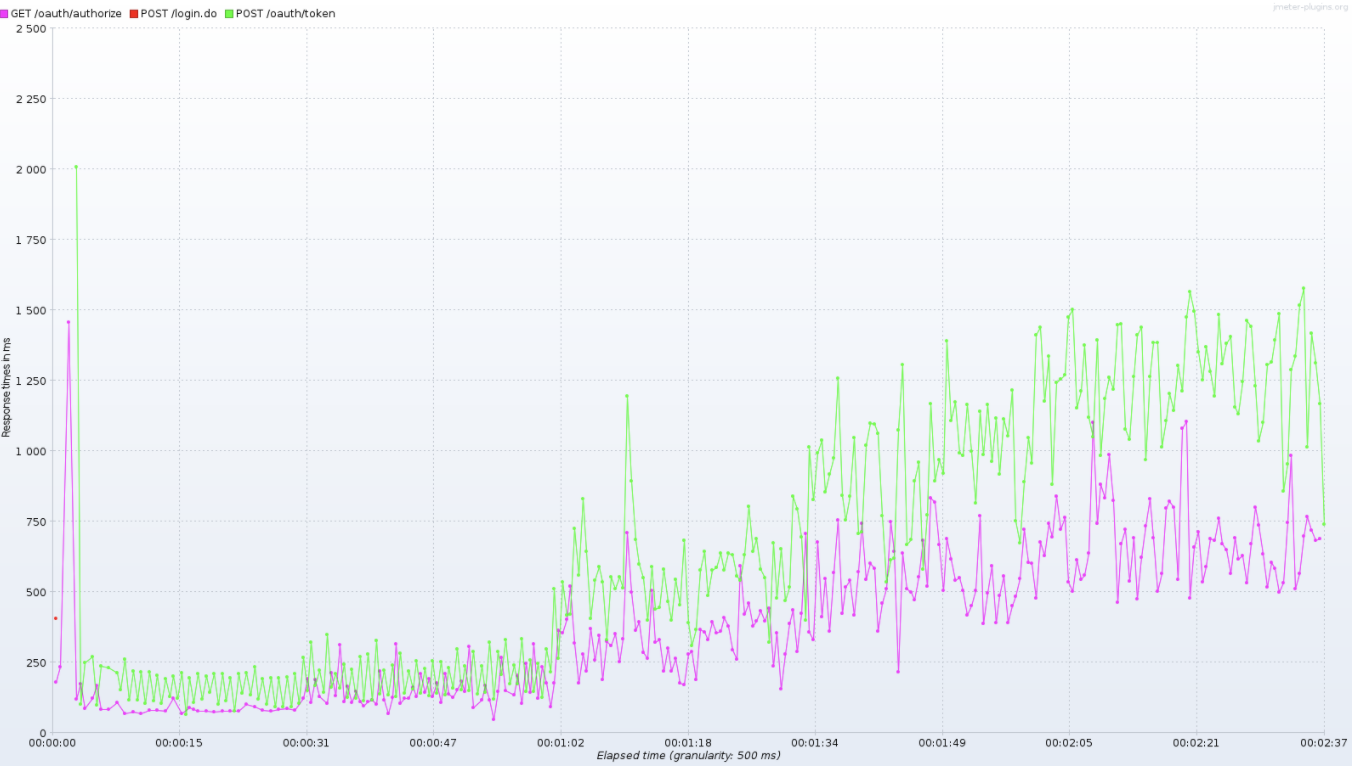 GET /oauth/authorize POST /login.do POST /oauth/token
jmeter-plugins.org
2 500
2 250
2 000
1 750
1 500
1 250
1 000
750
500
250
0
Response times in ms
00:00:00 00:00:15 00:00:31 00:00:47 00:01:02 00:01:18 00:01:34 00:01:49 00:02:05 00:02:21 00:02:37
Elapsed time (granularity: 500 ms)